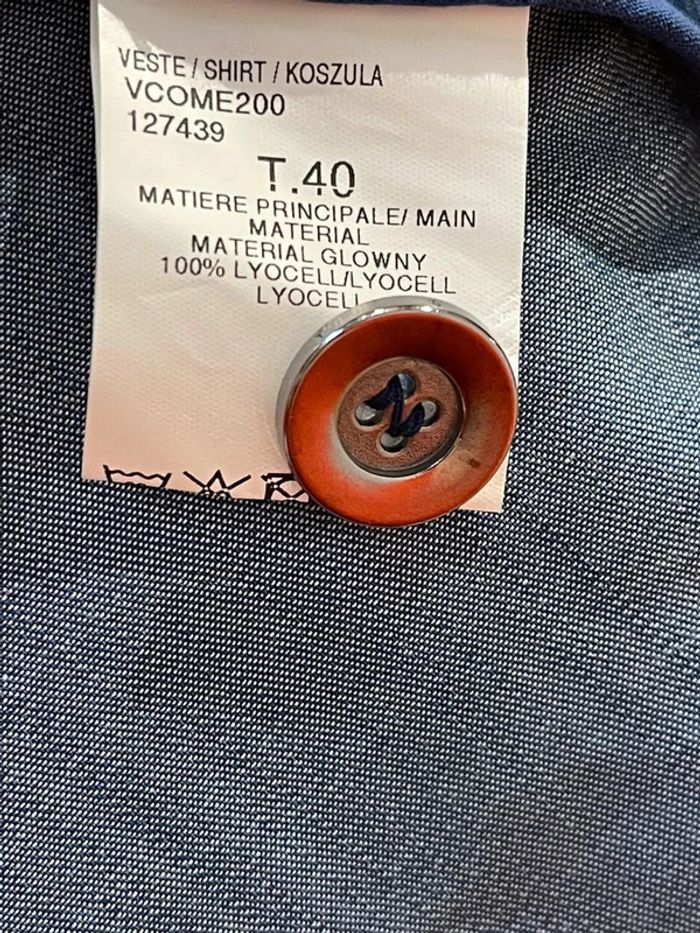 VESTE / SHIRT / KOSZULA
VCOME200
127439
T.40
MATIERE PRINCIPALE/ MAIN
MATERIAL
MATERIAL GLOWNY
100% LYOCELL/LYOCELL
LYOCELL